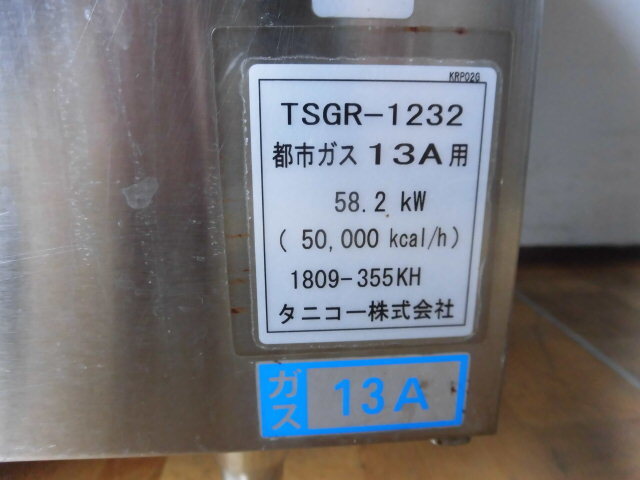 KRP02G
TSGR-1232
都市ガス 13A用
58.2 kW
( 50,000 kcal/h)
1809-355KH
タニコー株式会社
ガス 13A